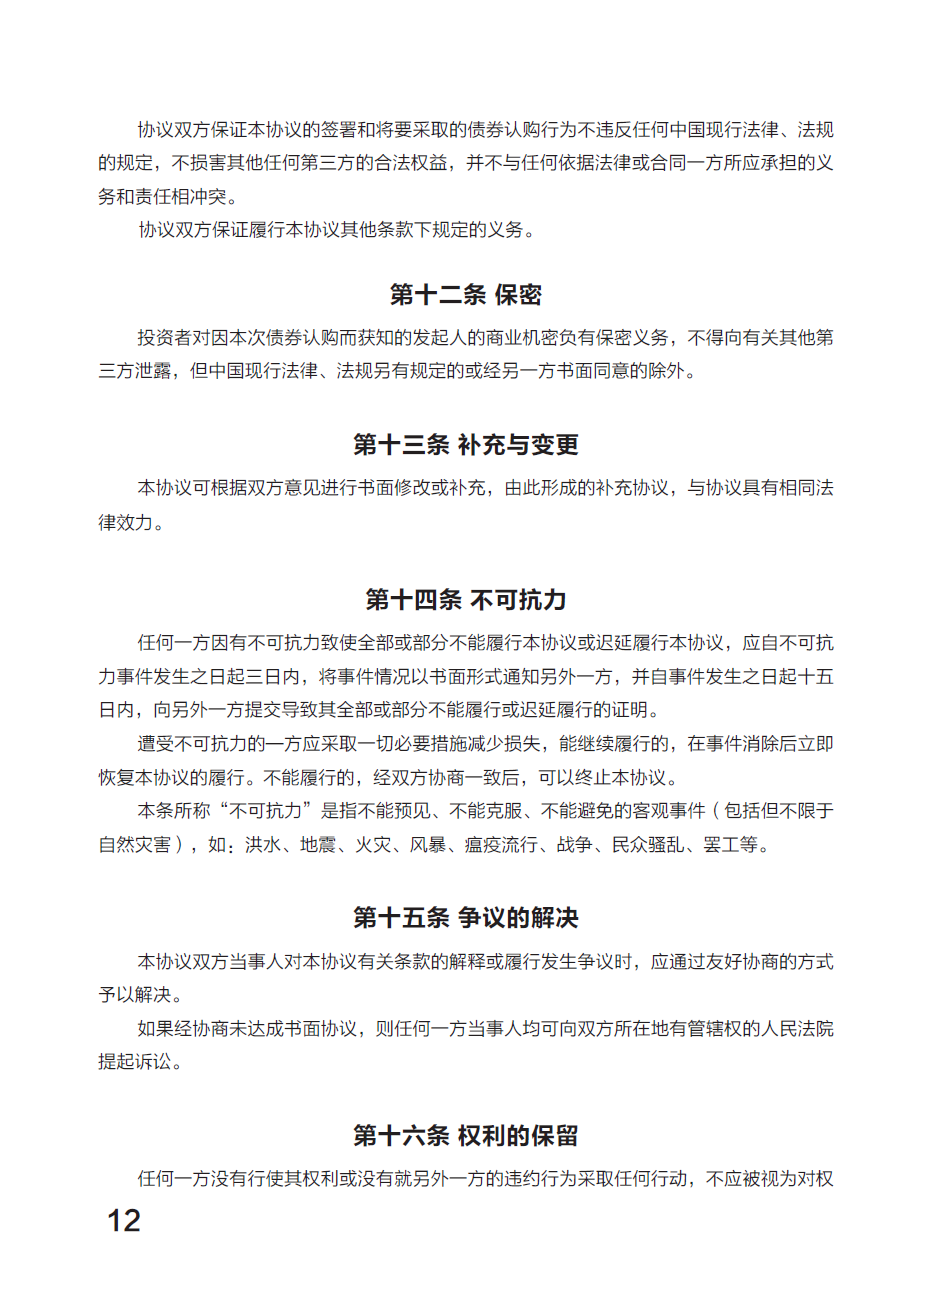 协议双方保证本协议的签署和将要采取的债券认购行为不违反任何中国现行法律、法规
的规定，不损害其他任何第三方的合法权益，并不与任何依据法律或合同一方所应承担的义
务和责任相冲突。
协议双方保证履行本协议其他条款下规定的义务。
第十二条 保密
投资者对因本次债券认购而获知的发起人的商业机密负有保密义务，不得向有关其他第
三方泄露，但中国现行法律、法规另有规定的或经另一方书面同意的除外。
第十三条 补充与变更
本协议可根据双方意见进行书面修改或补充，由此形成的补充协议，与协议具有相同法
律效力。
第十四条 不可抗力
任何一方因有不可抗力致使全部或部分不能履行本协议或迟延履行本协议，应自不可抗
力事件发生之日起三日内，将事件情况以书面形式通知另外一方，并自事件发生之日起十五
日内，向另外一方提交导致其全部或部分不能履行或迟延履行的证明。
遭受不可抗力的—方应采取一切必要措施减少损失，能继续履行的，在事件消除后立即
恢复本协议的履行。不能履行的，经双方协商一致后，可以终止本协议。
本条所称“不可抗力”是指不能预见、不能克服、不能避免的客观事件（包括但不限于
自然灾害），如：洪水、地震、火灾、风暴、瘟疫流行、战争、民众骚乱、罢工等。
第十五条 争议的解决
本协议双方当事人对本协议有关条款的解释或履行发生争议时，应通过友好协商的方式
予以解决。
如果经协商未达成书面协议，则任何一方当事人均可向双方所在地有管辖权的人民法院
提起诉讼。
第十六条 权利的保留
任何一方没有行使其权利或没有就另外一方的违约行为采取任何行动，不应被视为对权
12